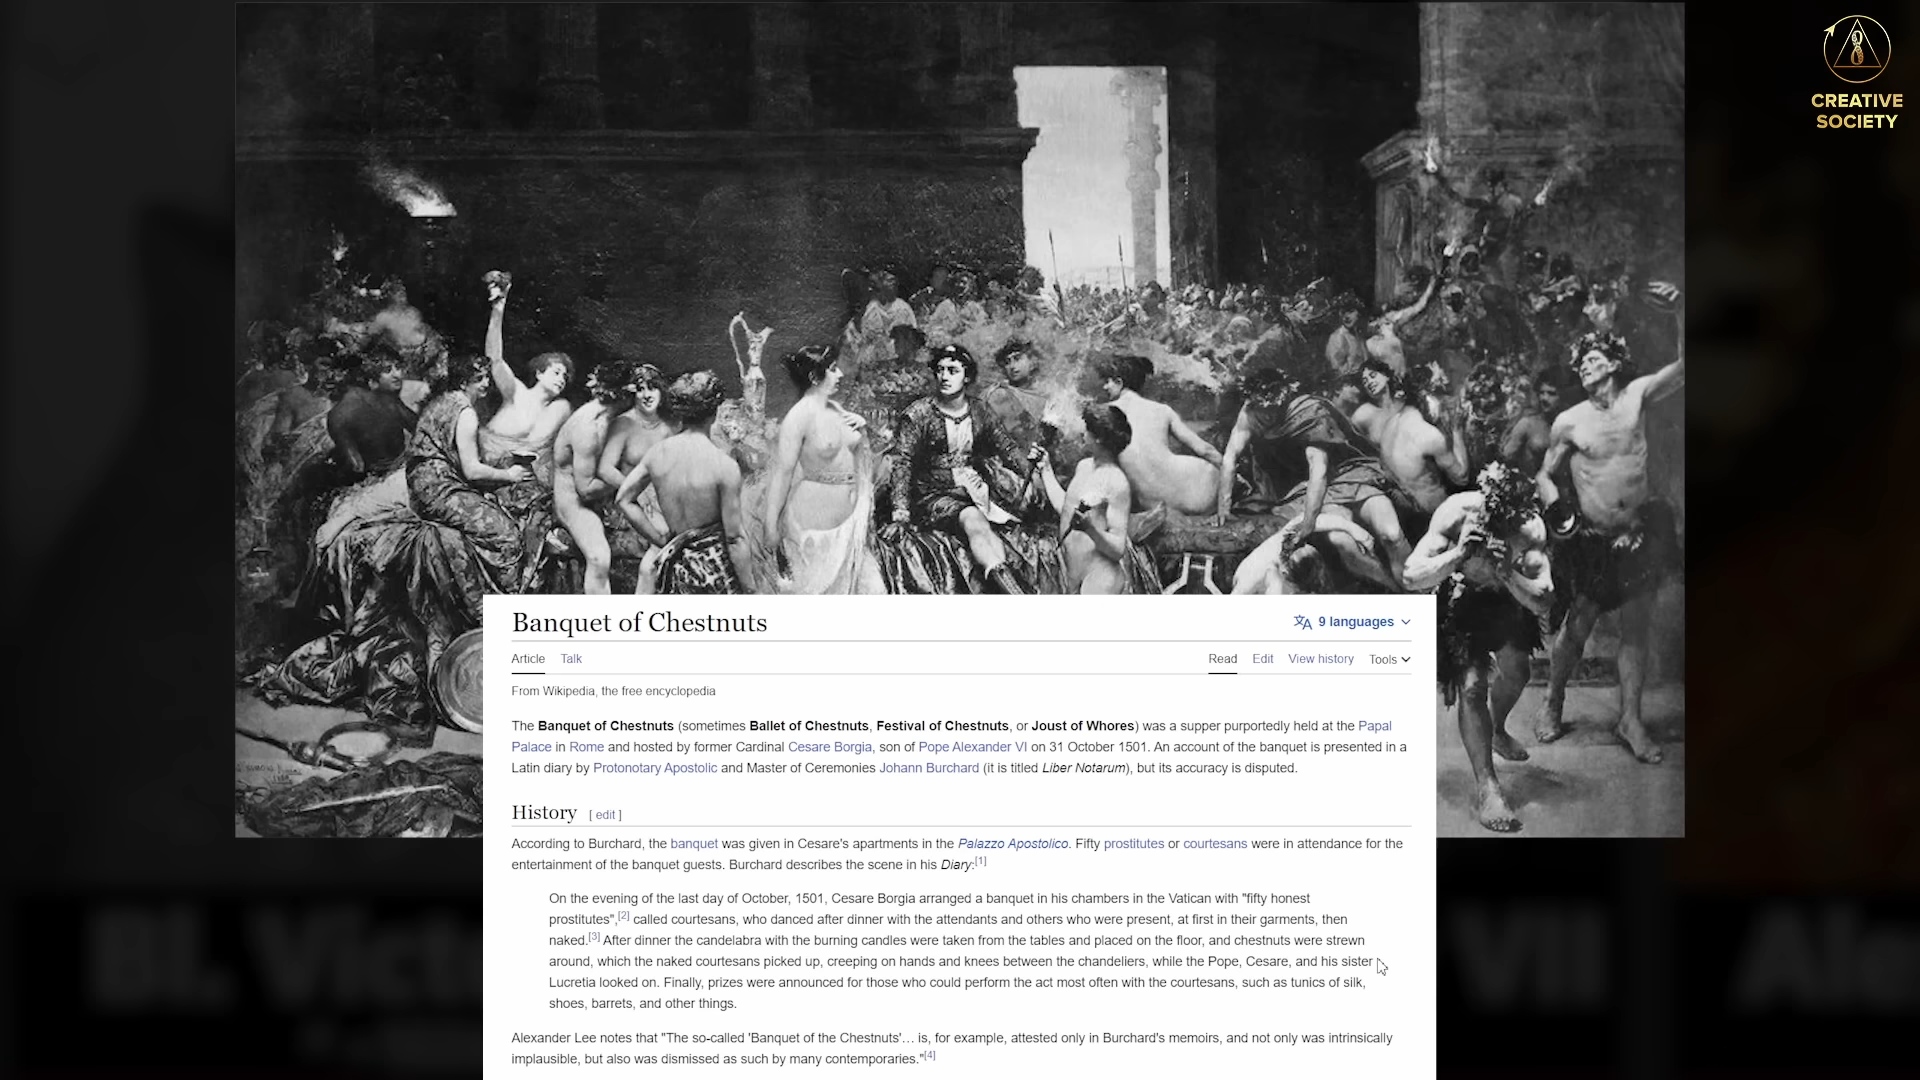 CREATIVE
SOCIETY
Banquet of Chestnuts
9 languages
Article Talk
Read Edit View history Tools
From Wikipedia, the free encyclopedia
The Banquet of Chestnuts (sometimes Ballet of Chestnuts, Festival of Chestnuts, or Joust of Whores) was a supper purportedly held at the Papal
Palace in Rome and hosted by former Cardinal Cesare Borgia, son of Pope Alexander VI on 31 October 1501. An account of the banquet is presented in a
Latin diary by Protonotary Apostolic and Master of Ceremonies Johann Burchard (it is titled Liber Notarum), but its accuracy is disputed.
History [ edit ]
According to Burchard, the banquet was given in Cesare's apartments in the Palazzo Apostolico. Fifty prostitutes or courtesans were in attendance for the
entertainment of the banquet guests. Burchard describes the scene in his Diary:[1]
On the evening of the last day of October, 1501, Cesare Borgia arranged a banquet in his chambers in the Vatican with "fifty honest
prostitutes",[2] called courtesans, who danced after dinner with the attendants and others who were present, at first in their garments, then
naked.[3] After dinner the candelabra with the burning candles were taken from the tables and placed on the floor, and chestnuts were strewn
around, which the naked courtesans picked up, creeping on hands and knees between the chandeliers, while the Pope, Cesare, and his sister
Lucretia looked on. Finally, prizes were announced for those who could perform the act most often with the courtesans, such as tunics of silk,
shoes, barrets, and other things.
Alexander Lee notes that "The so-called 'Banquet of the Chestnuts'... is, for example, attested only in Burchard's memoirs, and not only was intrinsically
implausible, but also was dismissed as such by many contemporaries."[4]
VII